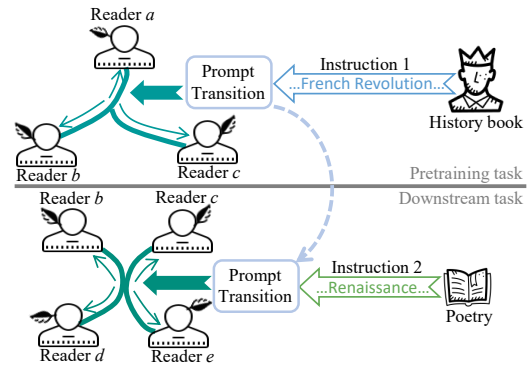 Reader a
Instruction 1
Prompt
Transition
...French Revolution...
History book
Reader b
Reader c
Pretraining task
Downstream task
Reader b
Reader c
Instruction 2
Prompt
Transition
...Renaissance...
Poetry
Reader d
Reader e